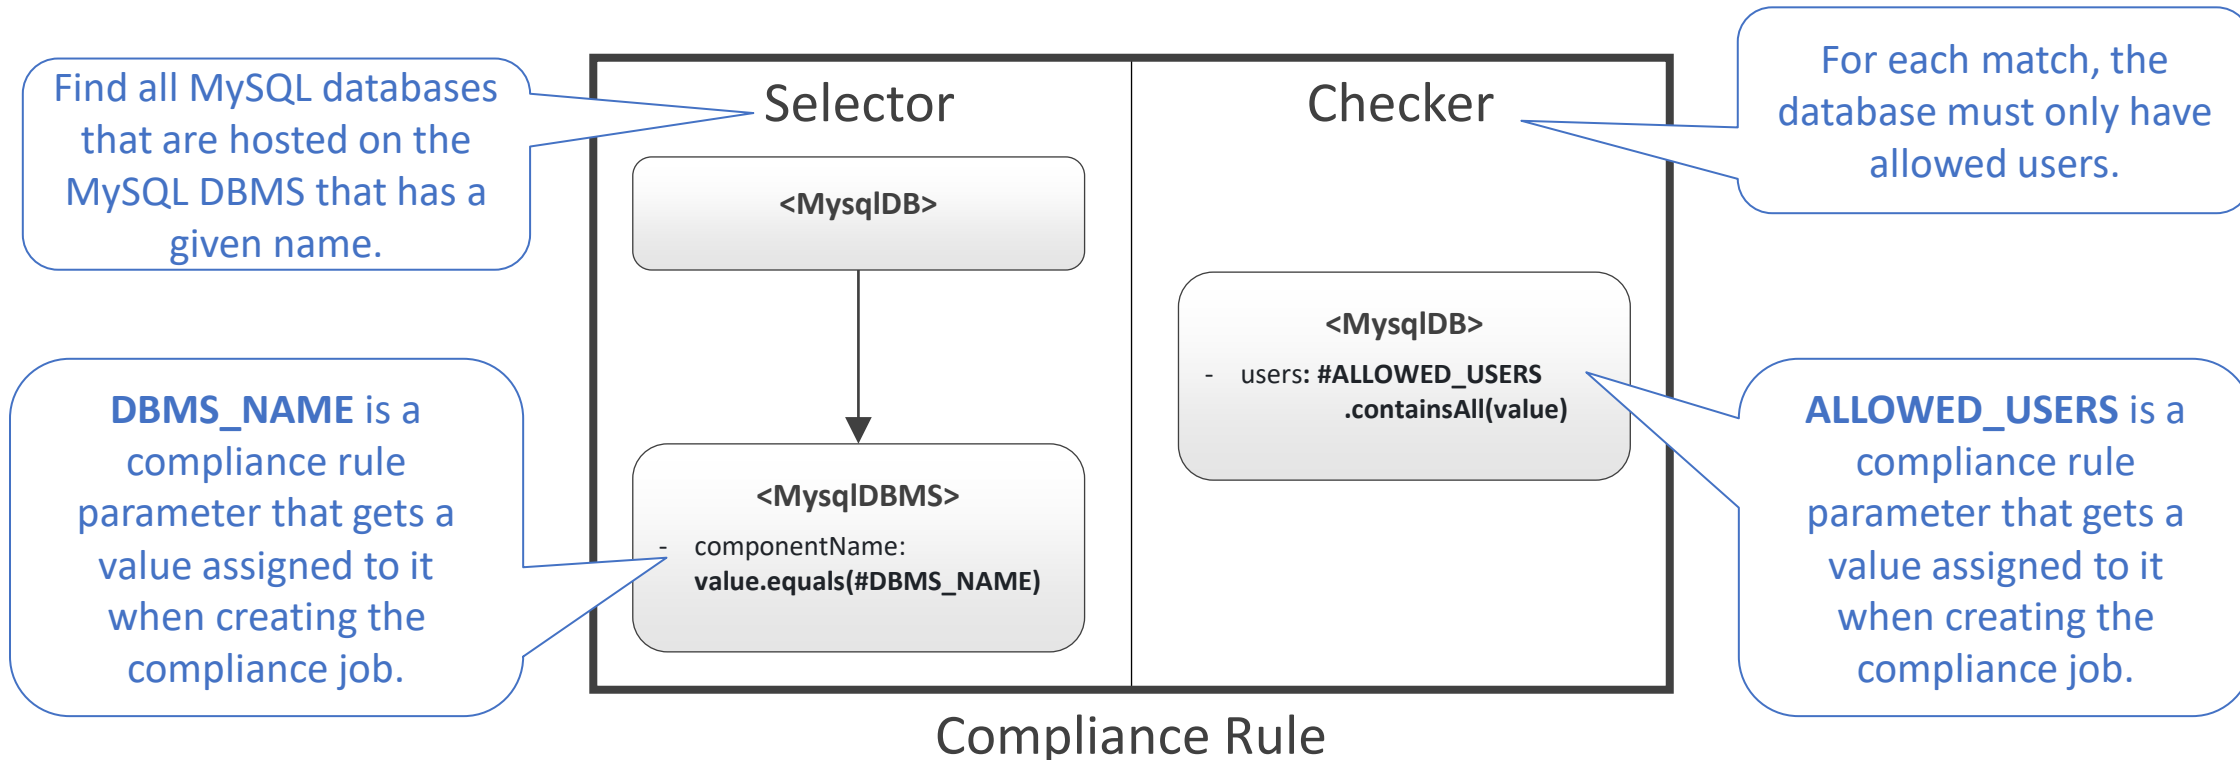 Find all MySQL databases
that are hosted on the
MySQL DBMS that has a
given name.
Selector
Checker
For each match, the
database must only have
allowed users.
<MysqlDB>
<MysqlDB>
- users: #ALLOWED_USERS
.containsAll(value)
DBMS_NAME is a
compliance rule
parameter that gets a
value assigned to it
when creating the
compliance job.
<MysqlDBMS>
- componentName:
value.equals(#DBMS_NAME)
ALLOWED_USERS is a
compliance rule
parameter that gets a
value assigned to it
when creating the
compliance job.
Compliance Rule